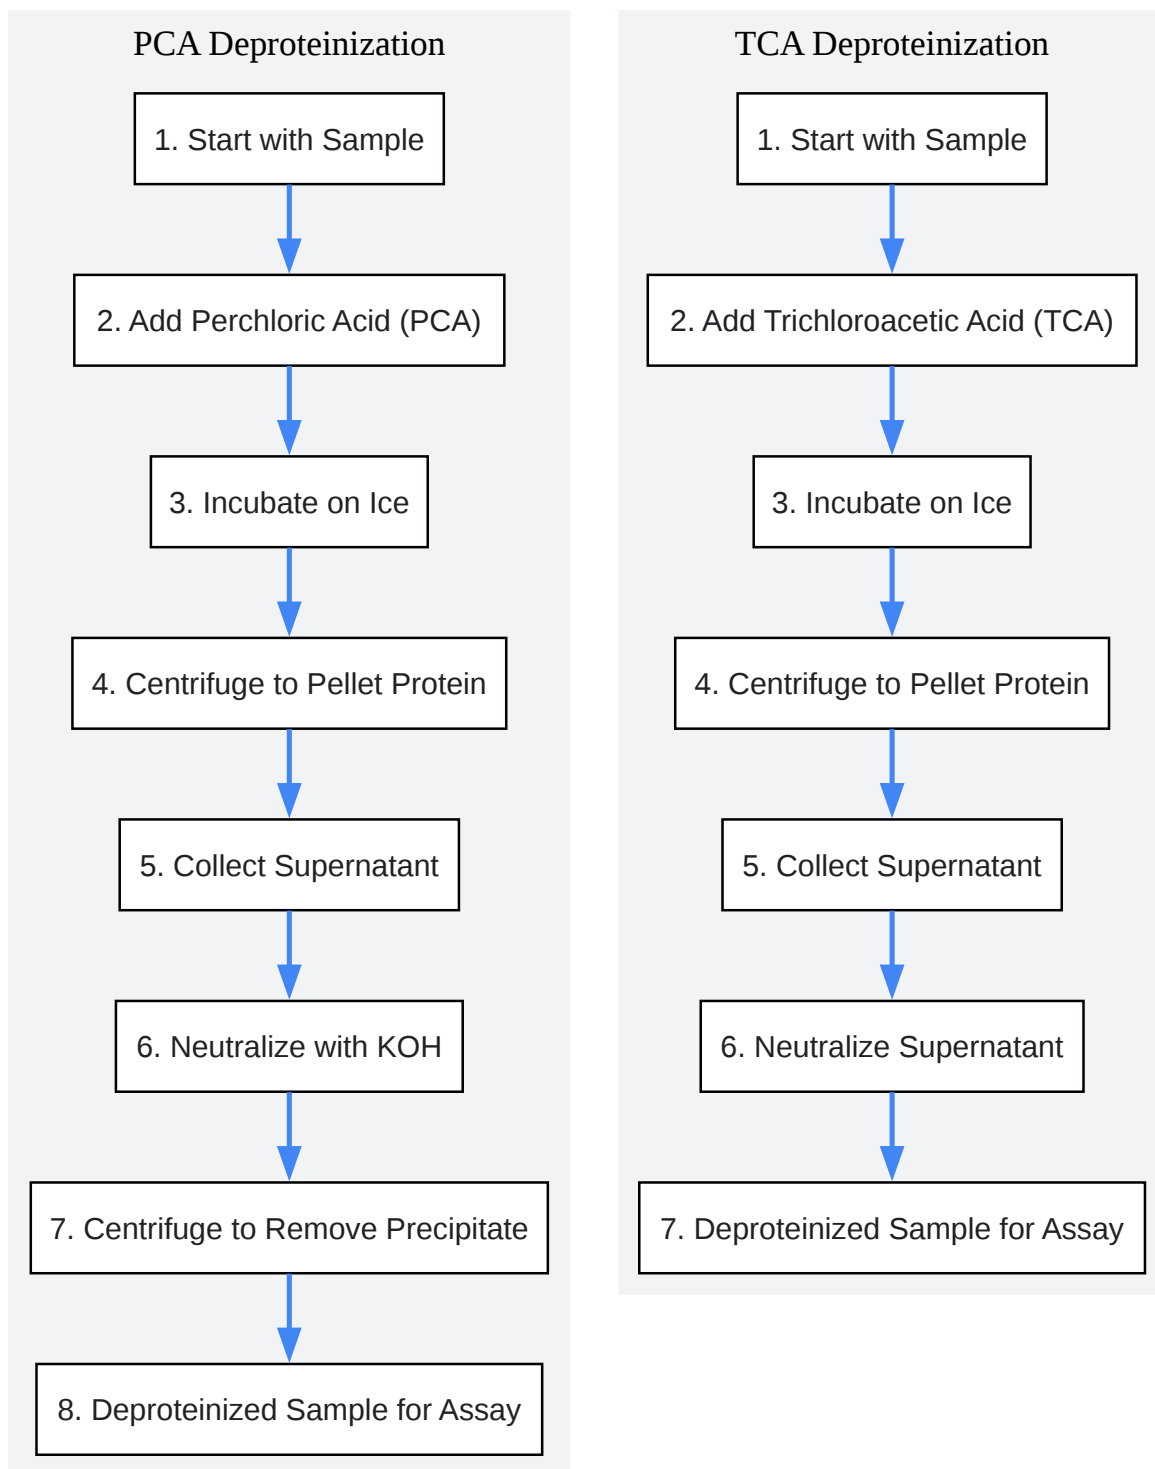 PCA Deproteinization
1. Start with Sample
2. Add Perchloric Acid (PCA)
3. Incubate on Ice
4. Centrifuge to Pellet Protein
5. Collect Supernatant
6. Neutralize with KOH
7. Centrifuge to Remove Precipitate
8. Deproteinized Sample for Assay
TCA Deproteinization
1. Start with Sample
2. Add Trichloroacetic Acid (TCA)
3. Incubate on Ice
4. Centrifuge to Pellet Protein
5. Collect Supernatant
6. Neutralize Supernatant
7. Deproteinized Sample for Assay